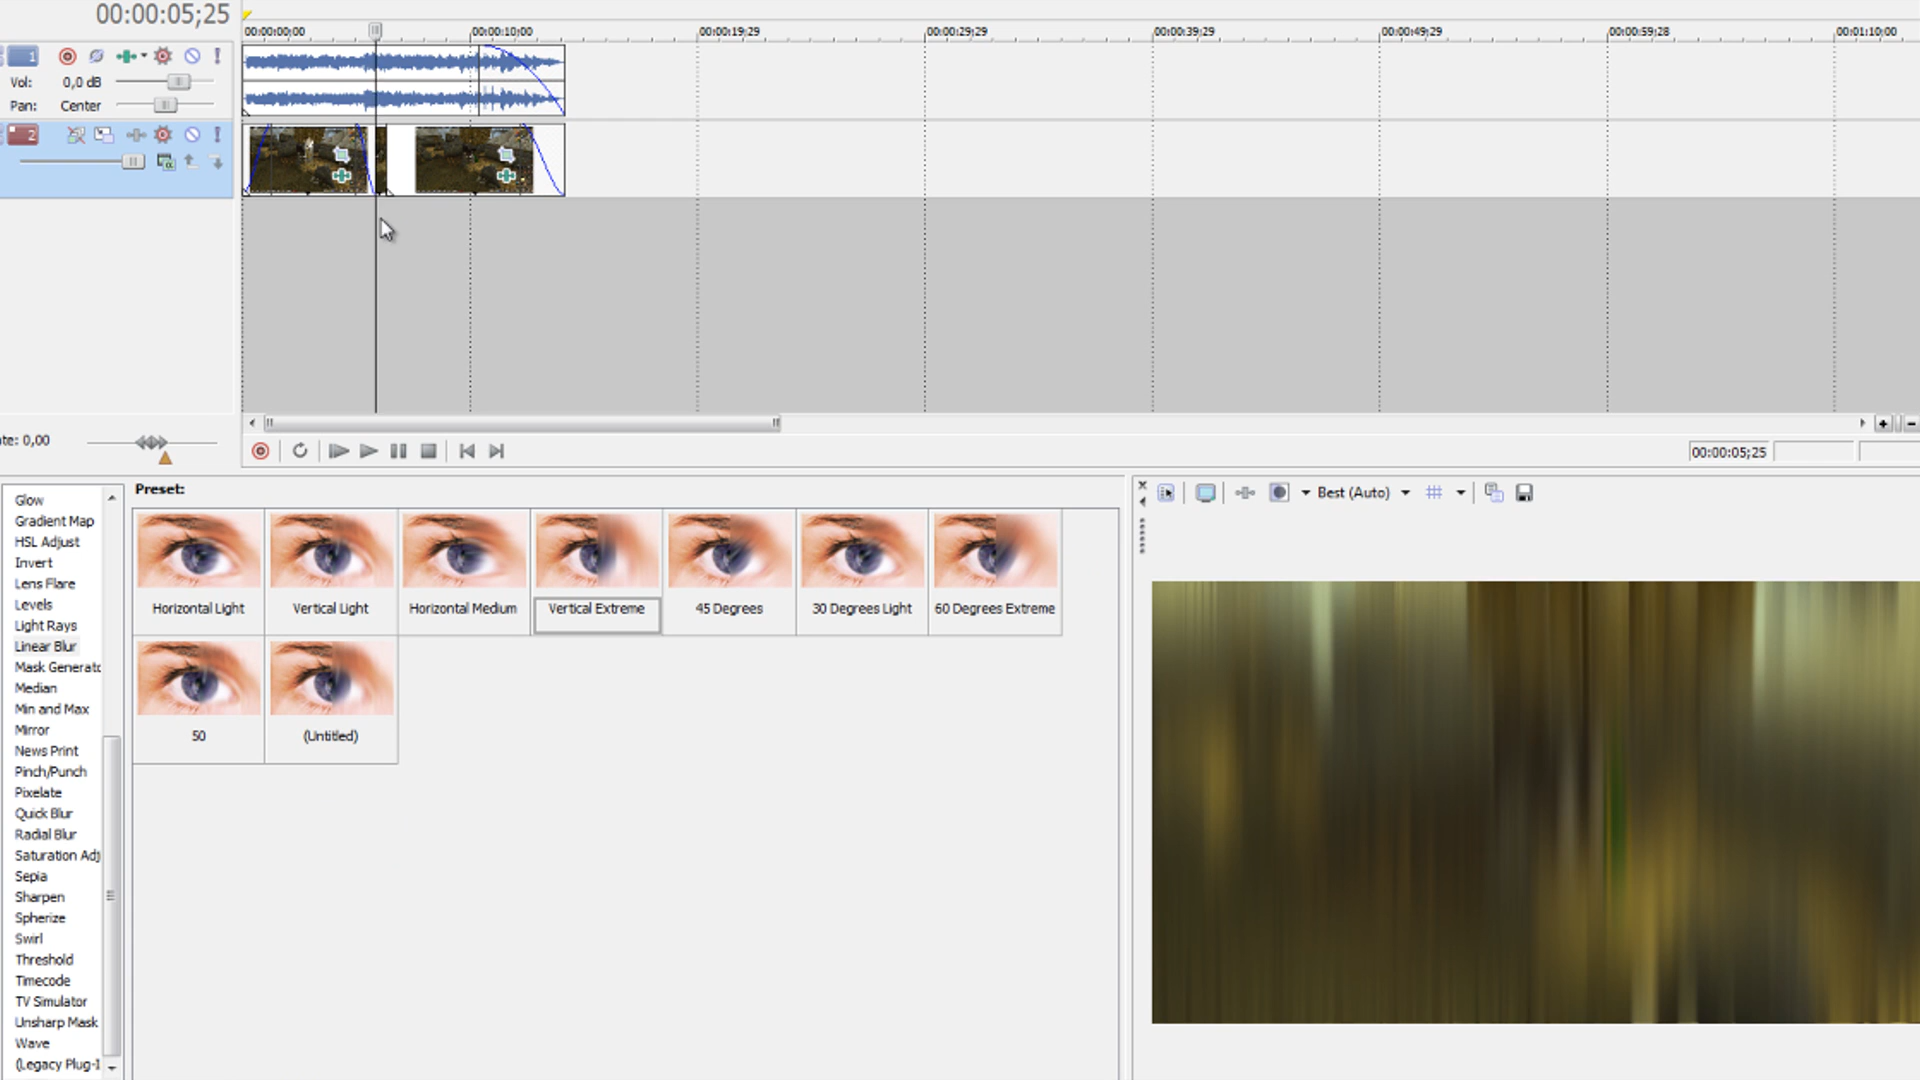 00:00:05;25
00:00:00;00 00:00:10;00 00:00:19;29 00:00:29;29 00:00:39;29 00:00:49;29 00:00:59;28 00:01:10;00
1
Vol: 0,0 dB
Pan: Center
2
te: 0,00
00:00:05;25
Preset:
Best (Auto)
Glow
Gradient Map
HSL Adjust
Invert
Lens Flare
Levels
Light Rays
Linear Blur
Mask Generato
Median
Min and Max
Mirror
News Print
Pinch/Punch
Pixelate
Quick Blur
Radial Blur
Saturation Adj
Sepia
Sharpen
Spherize
Swirl
Threshold
Timecode
TV Simulator
Unsharp Mask
Wave
(Legacy Plug-I
Horizontal Light Vertical Light Horizontal Medium Vertical Extreme 45 Degrees 30 Degrees Light 60 Degrees Extreme
50 (Untitled)